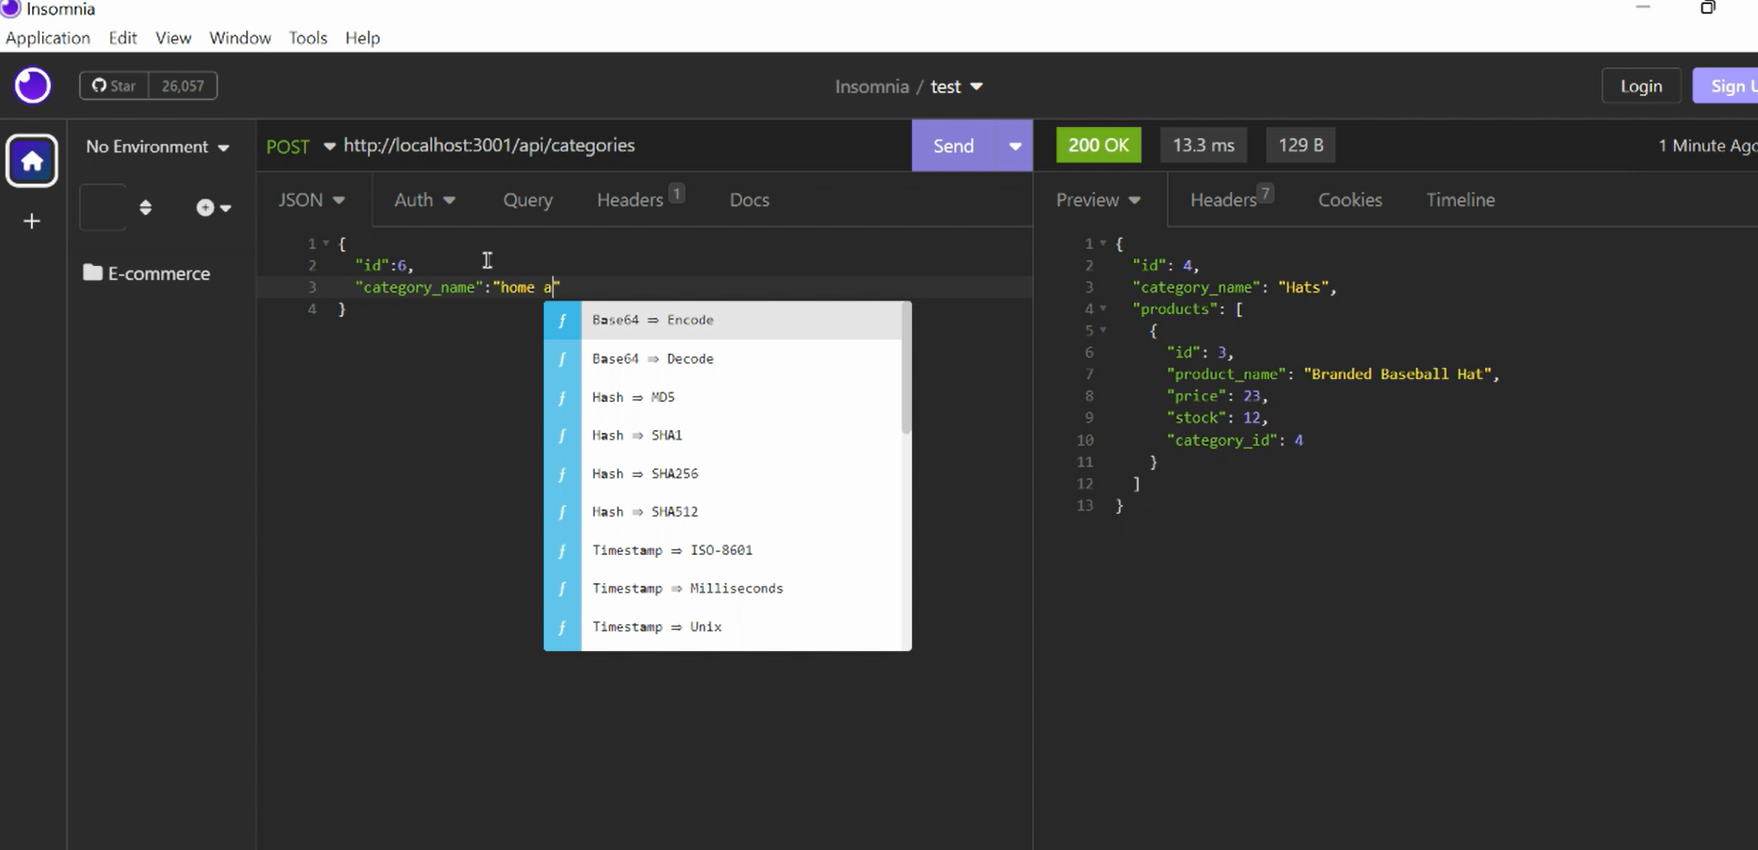 Insomnia
Application Edit View Window Tools Help
Star 26,057
Insomnia / test
Login
Sign U
No Environment
POST http://localhost:3001/api/categories
Send
200 OK 13.3 ms 129 B
1 Minute Ago
JSON Auth Query Headers 1 Docs
Preview Headers 7 Cookies Timeline
E-commerce
1 {
2 "id":6,
3 "category_name":"home a"
4 }
Base64 ⇒ Encode
Base64 ⇒ Decode
Hash ⇒ MD5
Hash ⇒ SHA1
Hash ⇒ SHA256
Hash ⇒ SHA512
Timestamp ⇒ ISO-8601
Timestamp ⇒ Milliseconds
Timestamp ⇒ Unix
1 {
2 "id": 4,
3 "category_name": "Hats",
4 "products": [
5 {
6 "id": 3,
7 "product_name": "Branded Baseball Hat",
8 "price": 23,
9 "stock": 12,
10 "category_id": 4
11 }
12 ]
13 }